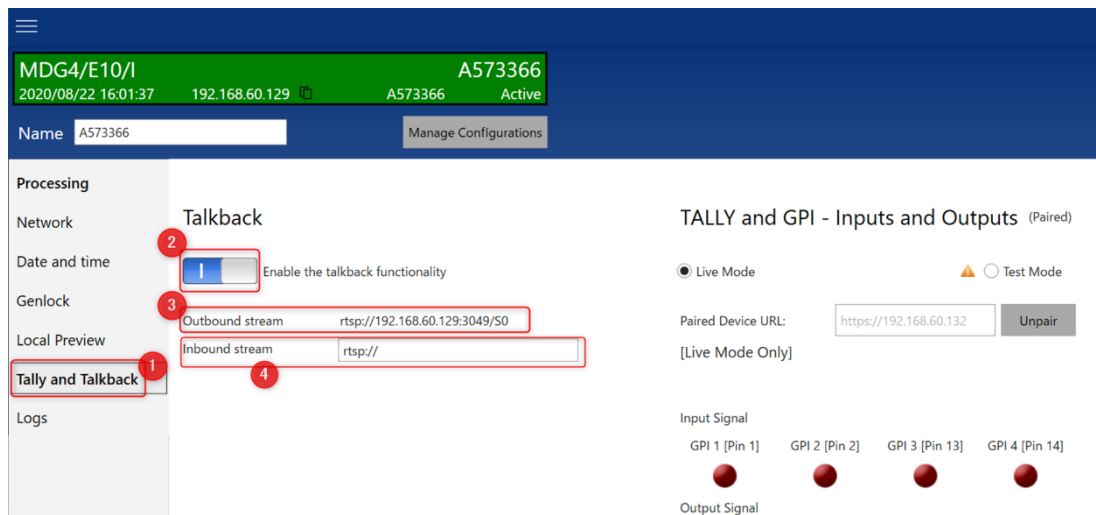 MDG4/E10/I A573366
2020/08/22 16:01:37 192.168.60.129 A573366 Active
Name A573366 Manage Configurations
Processing
Network
Date and time
Genlock
Local Preview
Tally and Talkback
Logs
1
Talkback
2
Enable the talkback functionality
3
Outbound stream rtsp://192.168.60.129:3049/S0
Inbound stream rtsp://
4
TALLY and GPI - Inputs and Outputs (Paired)
Live Mode Test Mode
Paired Device URL: https://192.168.60.132 Unpair
[Live Mode Only]
Input Signal
GPI 1 [Pin 1] GPI 2 [Pin 2] GPI 3 [Pin 13] GPI 4 [Pin 14]
Output Signal